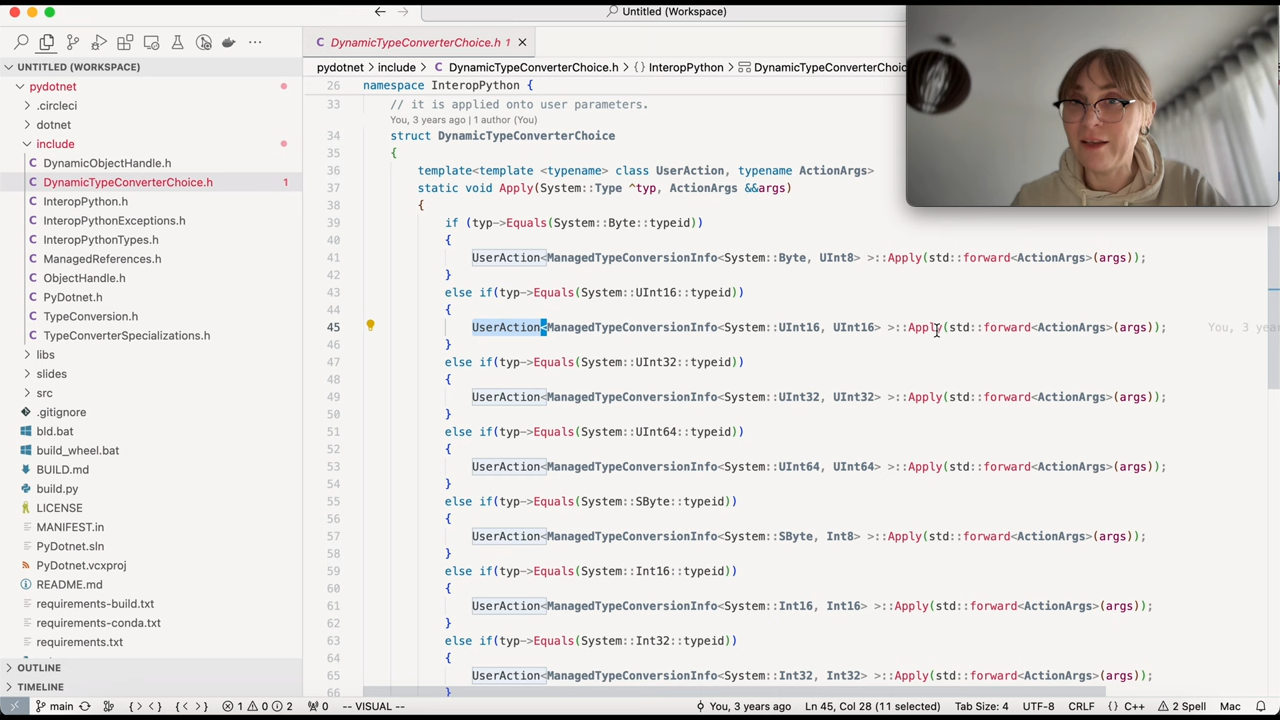 Untitled (Workspace)
UNTITLED (WORKSPACE)
pydotnet
.circleci
dotnet
include
DynamicObjectHandle.h
DynamicTypeConverterChoice.h 1
InteropPython.h
InteropPythonExceptions.h
InteropPythonTypes.h
ManagedReferences.h
ObjectHandle.h
PyDotnet.h
TypeConversion.h
TypeConverterSpecializations.h
libs
slides
src
.gitignore
bld.bat
build_wheel.bat
BUILD.md
build.py
LICENSE
MANIFEST.in
PyDotnet.sln
PyDotnet.vcxproj
README.md
requirements-build.txt
requirements-conda.txt
requirements.txt
OUTLINE
TIMELINE
DynamicTypeConverterChoice.h 1
pydotnet > include > C DynamicTypeConverterChoice.h > {} InteropPython > DynamicTypeConverterChoice
26 namespace InteropPython {
33 // it is applied onto user parameters.
You, 3 years ago | 1 author (You)
34 struct DynamicTypeConverterChoice
35 {
36 template<template <typename> class UserAction, typename ActionArgs>
37 static void Apply(System::Type ^typ, ActionArgs &&args)
38 {
39 if (typ->Equals(System::Byte::typeid))
40 {
41 UserAction<ManagedTypeConversionInfo<System::Byte, UInt8> >::Apply(std::forward<ActionArgs>(args));
42 }
43 else if(typ->Equals(System::UInt16::typeid))
44 {
45 UserAction<ManagedTypeConversionInfo<System::UInt16, UInt16> >::Apply(std::forward<ActionArgs>(args)); You, 3 year
46 }
47 else if(typ->Equals(System::UInt32::typeid))
48 {
49 UserAction<ManagedTypeConversionInfo<System::UInt32, UInt32> >::Apply(std::forward<ActionArgs>(args));
50 }
51 else if(typ->Equals(System::UInt64::typeid))
52 {
53 UserAction<ManagedTypeConversionInfo<System::UInt64, UInt64> >::Apply(std::forward<ActionArgs>(args));
54 }
55 else if(typ->Equals(System::SByte::typeid))
56 {
57 UserAction<ManagedTypeConversionInfo<System::SByte, Int8> >::Apply(std::forward<ActionArgs>(args));
58 }
59 else if(typ->Equals(System::Int16::typeid))
60 {
61 UserAction<ManagedTypeConversionInfo<System::Int16, Int16> >::Apply(std::forward<ActionArgs>(args));
62 }
63 else if(typ->Equals(System::Int32::typeid))
64 {
65 UserAction<ManagedTypeConversionInfo<System::Int32, Int32> >::Apply(std::forward<ActionArgs>(args));
66 }
main 1 0 2 0 -- VISUAL -- You, 3 years ago Ln 45, Col 28 (11 selected) Tab Size: 4 UTF-8 CRLF {} C++ 2 Spell Mac